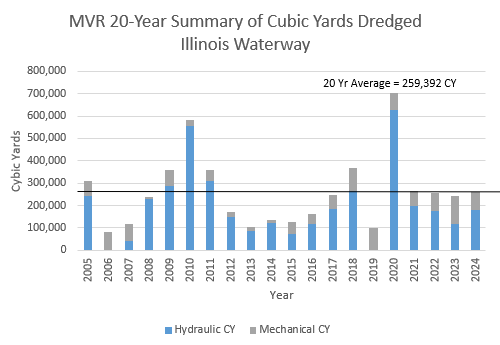 MVR 20-Year Summary of Cubic Yards Dredged
Illinois Waterway
20 Yr Average = 259,392 CY
Cybic Yards
800,000
700,000
600,000
500,000
400,000
300,000
200,000
100,000
0
2005 2006 2007 2008 2009 2010 2011 2012 2013 2014 2015 2016 2017 2018 2019 2020 2021 2022 2023 2024
Year
Hydraulic CY Mechanical CY